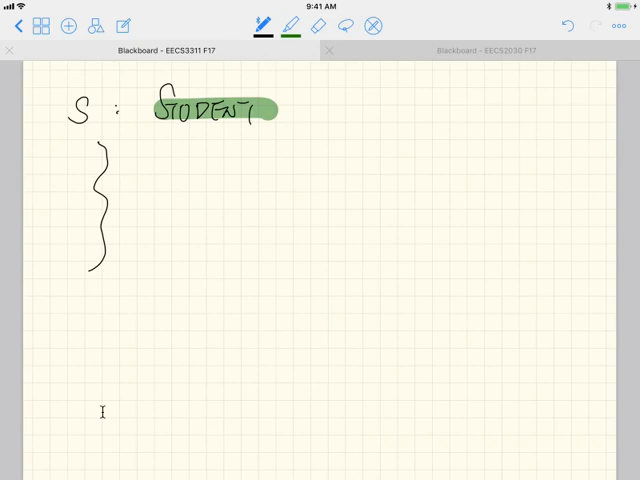 9:41 AM
Blackboard - EECS3311 F17
Blackboard - EECS2030 F17
S : STUDENT